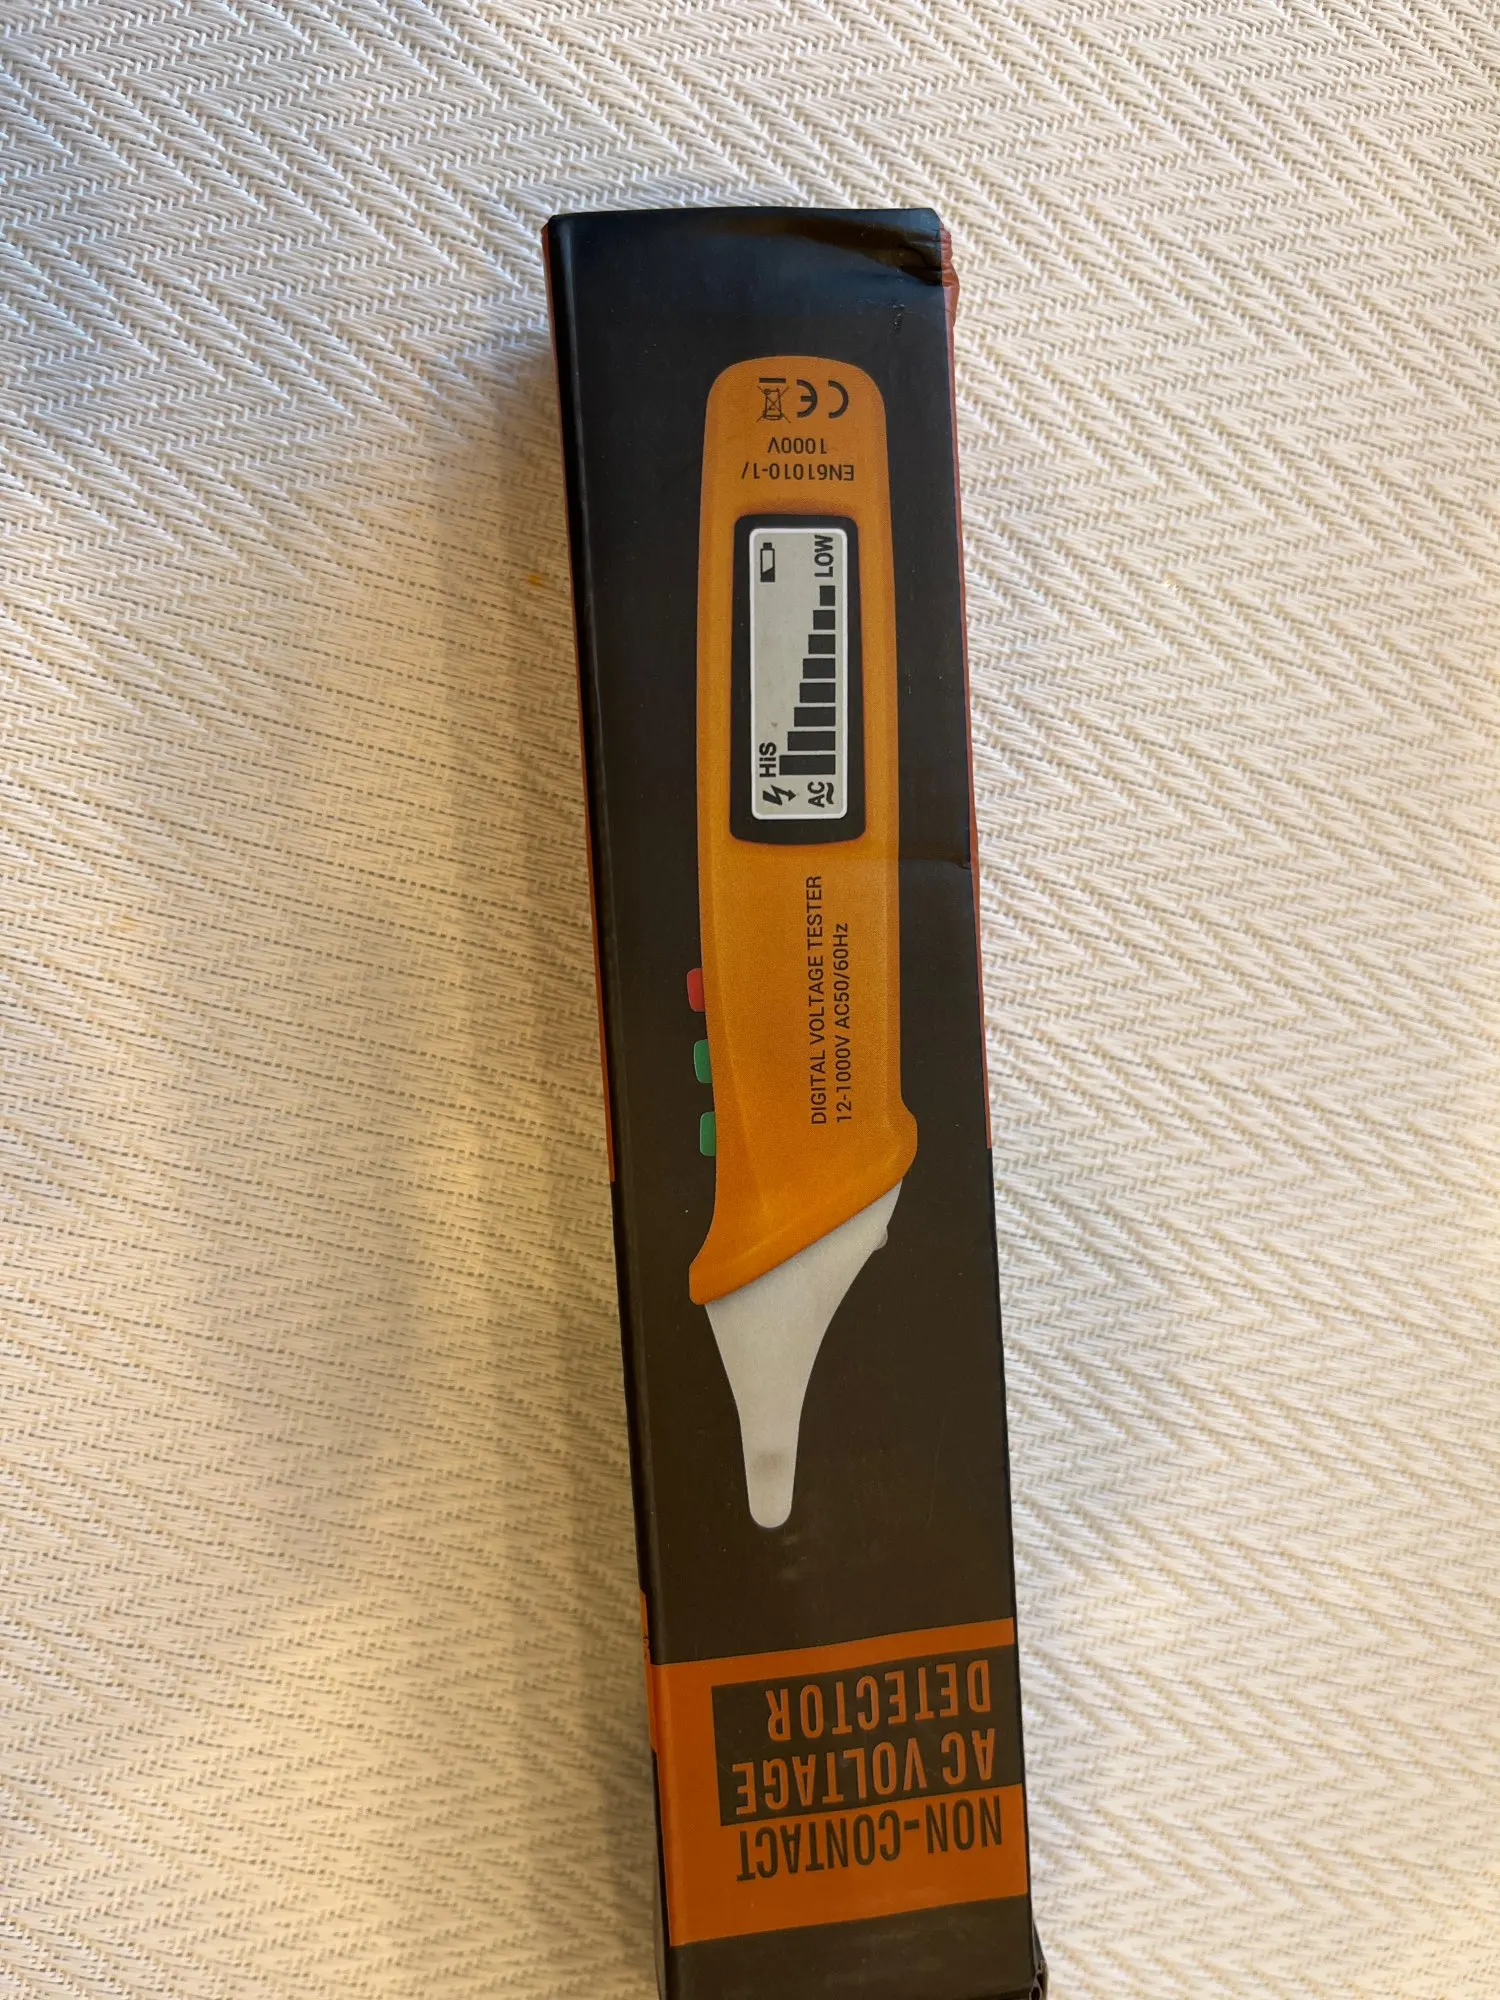 CE
EN61010-1/
1000V
HiS
AC
LOW
DIGITAL VOLTAGE TESTER
12-1000V AC50/60Hz
NON-CONTACT
AC VOLTAGE
DETECTOR